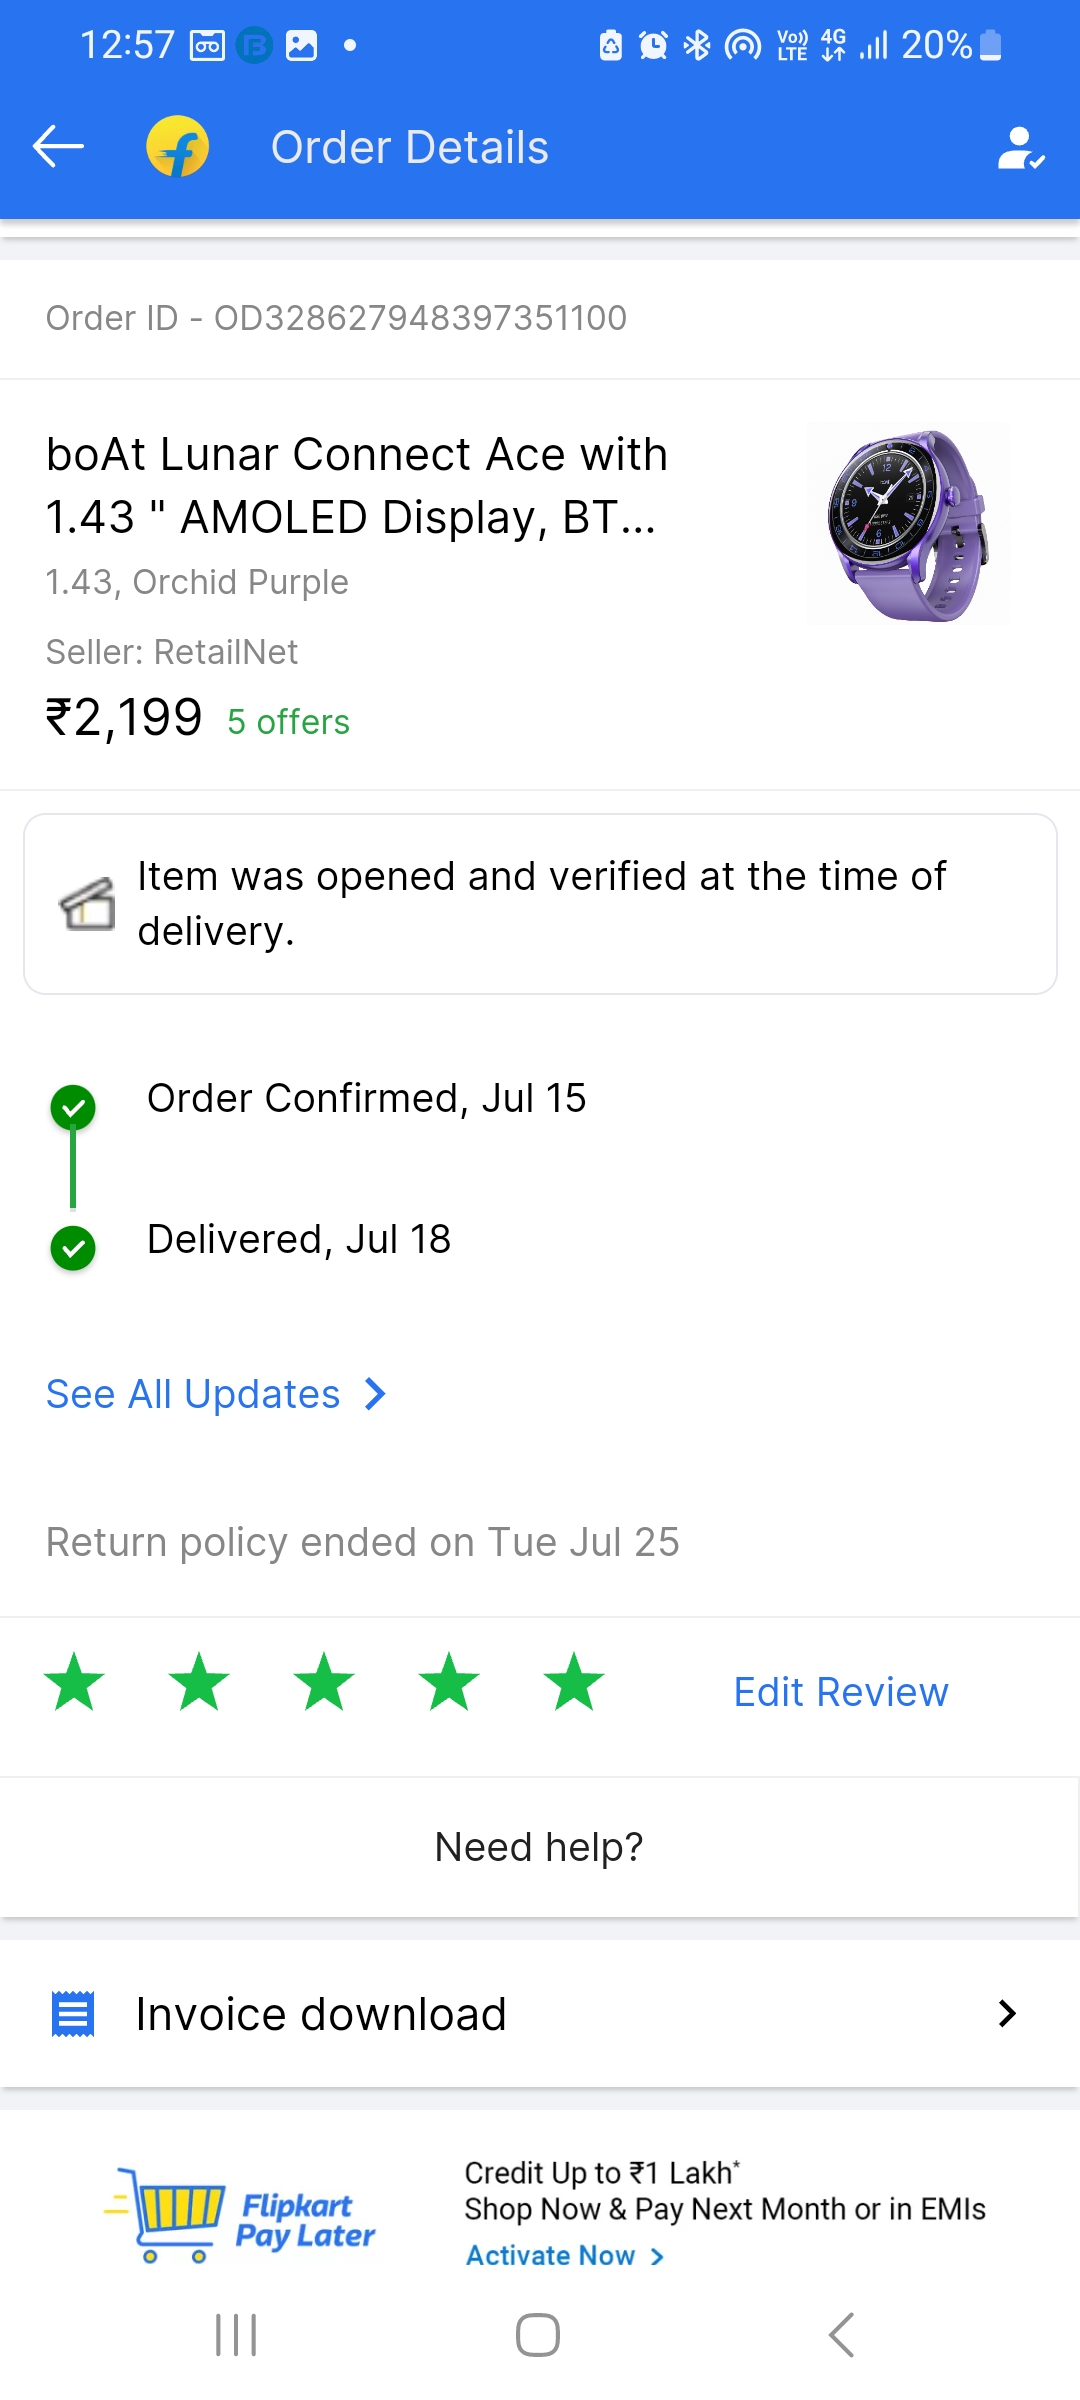 12:57
Vo)) LTE 4G 20%
Order Details
Order ID - OD328627948397351100
boAt Lunar Connect Ace with
1.43 " AMOLED Display, BT...
1.43, Orchid Purple
Seller: RetailNet
₹2,199 5 offers
Item was opened and verified at the time of
delivery.
Order Confirmed, Jul 15
Delivered, Jul 18
See All Updates
Return policy ended on Tue Jul 25
Edit Review
Need help?
Invoice download
Flipkart
Pay Later
Credit Up to ₹1 Lakh*
Shop Now & Pay Next Month or in EMIs
Activate Now